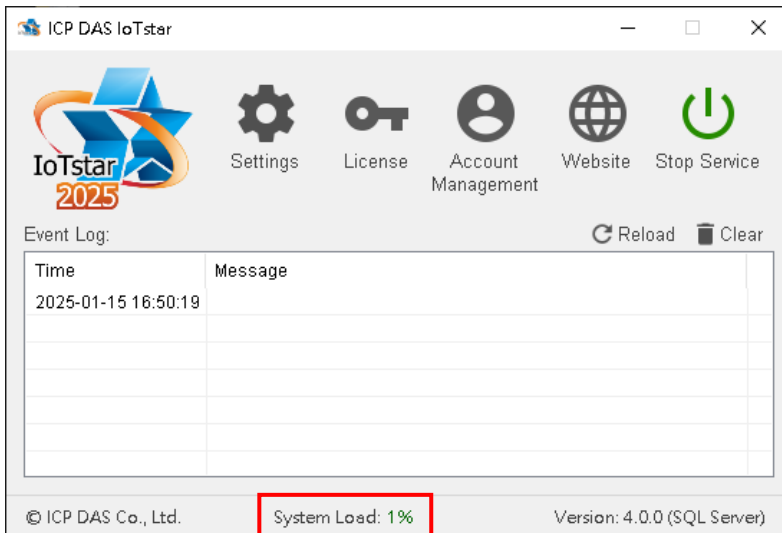 ICP DAS IoTstar
IoTstar
2025
Settings
License
Account
Management
Website
Stop Service
Event Log:
Reload
Clear
Time
Message
2025-01-15 16:50:19
© ICP DAS Co., Ltd.
System Load: 1%
Version: 4.0.0 (SQL Server)